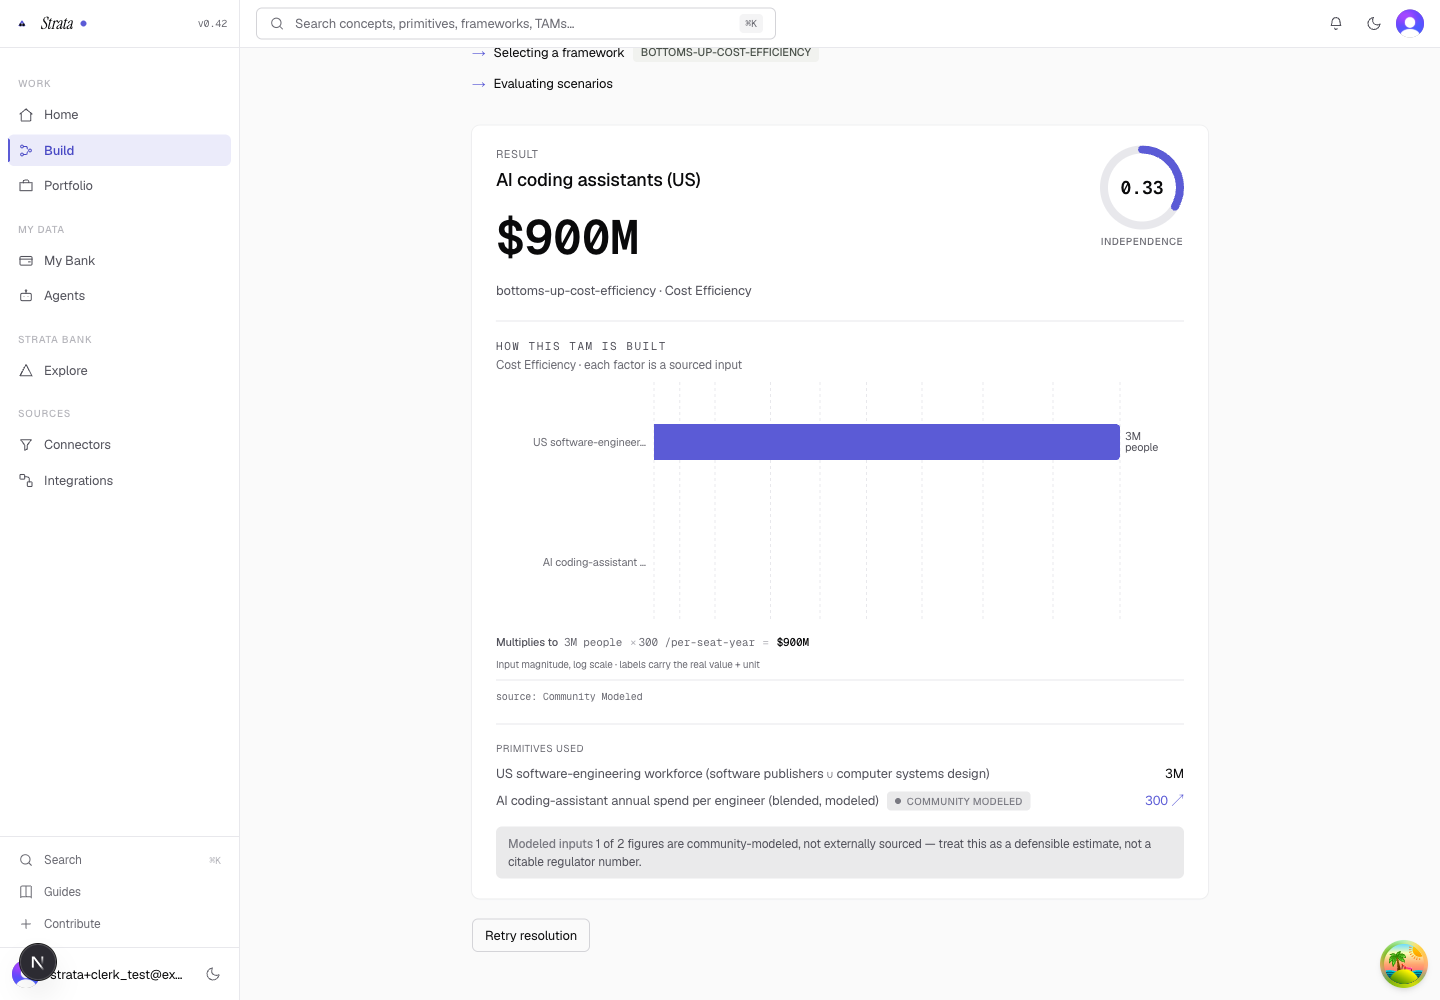 Strata
v0.42
Search concepts, primitives, frameworks, TAMs...
⌘K
WORK
Home
Build
Portfolio
MY DATA
My Bank
Agents
STRATA BANK
Explore
SOURCES
Connectors
Integrations
Search
⌘K
Guides
Contribute
N
strata+clerk_test@ex...
→ Selecting a framework BOTTOMS-UP-COST-EFFICIENCY
→ Evaluating scenarios
RESULT
AI coding assistants (US)
$900M
0.33
INDEPENDENCE
bottoms-up-cost-efficiency · Cost Efficiency
HOW THIS TAM IS BUILT
Cost Efficiency · each factor is a sourced input
US software-engineer...
3M
people
AI coding-assistant ...
Multiplies to 3M people ×300 /per-seat-year = $900M
Input magnitude, log scale · labels carry the real value + unit
source: Community Modeled
PRIMITIVES USED
US software-engineering workforce (software publishers ∪ computer systems design) 3M
AI coding-assistant annual spend per engineer (blended, modeled) COMMUNITY MODELED 300 ↗
Modeled inputs 1 of 2 figures are community-modeled, not externally sourced — treat this as a defensible estimate, not a
citable regulator number.
Retry resolution